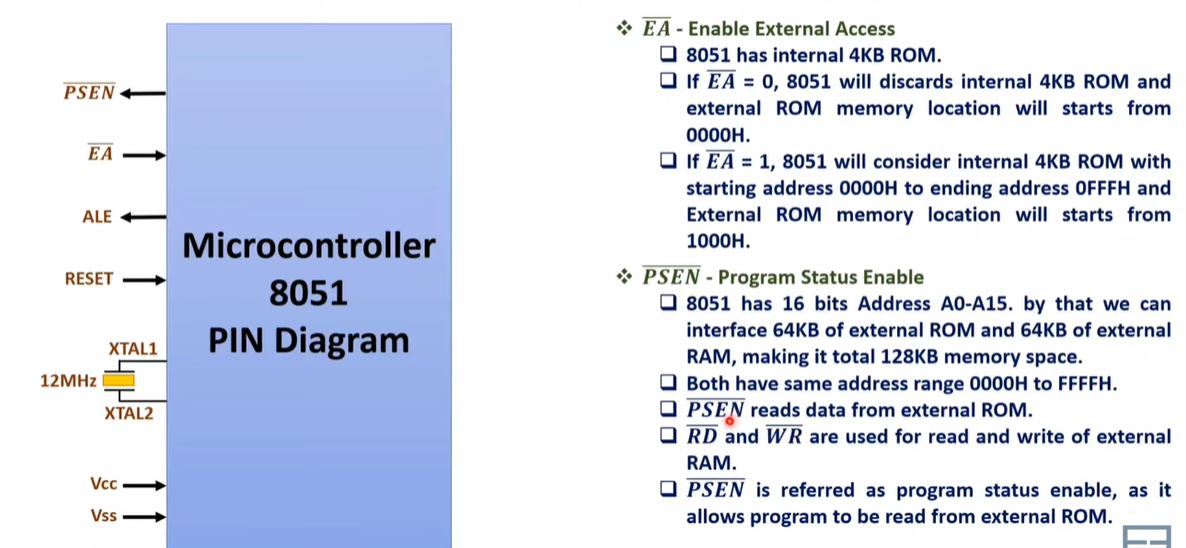 PSEN
EA
ALE
RESET
XTAL1
12MHz
XTAL2
Vcc
Vss
Microcontroller
8051
PIN Diagram
❖ EA - Enable External Access
❑ 8051 has internal 4KB ROM.
❑ If EA = 0, 8051 will discards internal 4KB ROM and
external ROM memory location will starts from
0000H.
❑ If EA = 1, 8051 will consider internal 4KB ROM with
starting address 0000H to ending address 0FFFH and
External ROM memory location will starts from
1000H.
❖ PSEN - Program Status Enable
❑ 8051 has 16 bits Address A0-A15. by that we can
interface 64KB of external ROM and 64KB of external
RAM, making it total 128KB memory space.
❑ Both have same address range 0000H to FFFFH.
❑ PSEN reads data from external ROM.
❑ RD and WR are used for read and write of external
RAM.
❑ PSEN is referred as program status enable, as it
allows program to be read from external ROM.